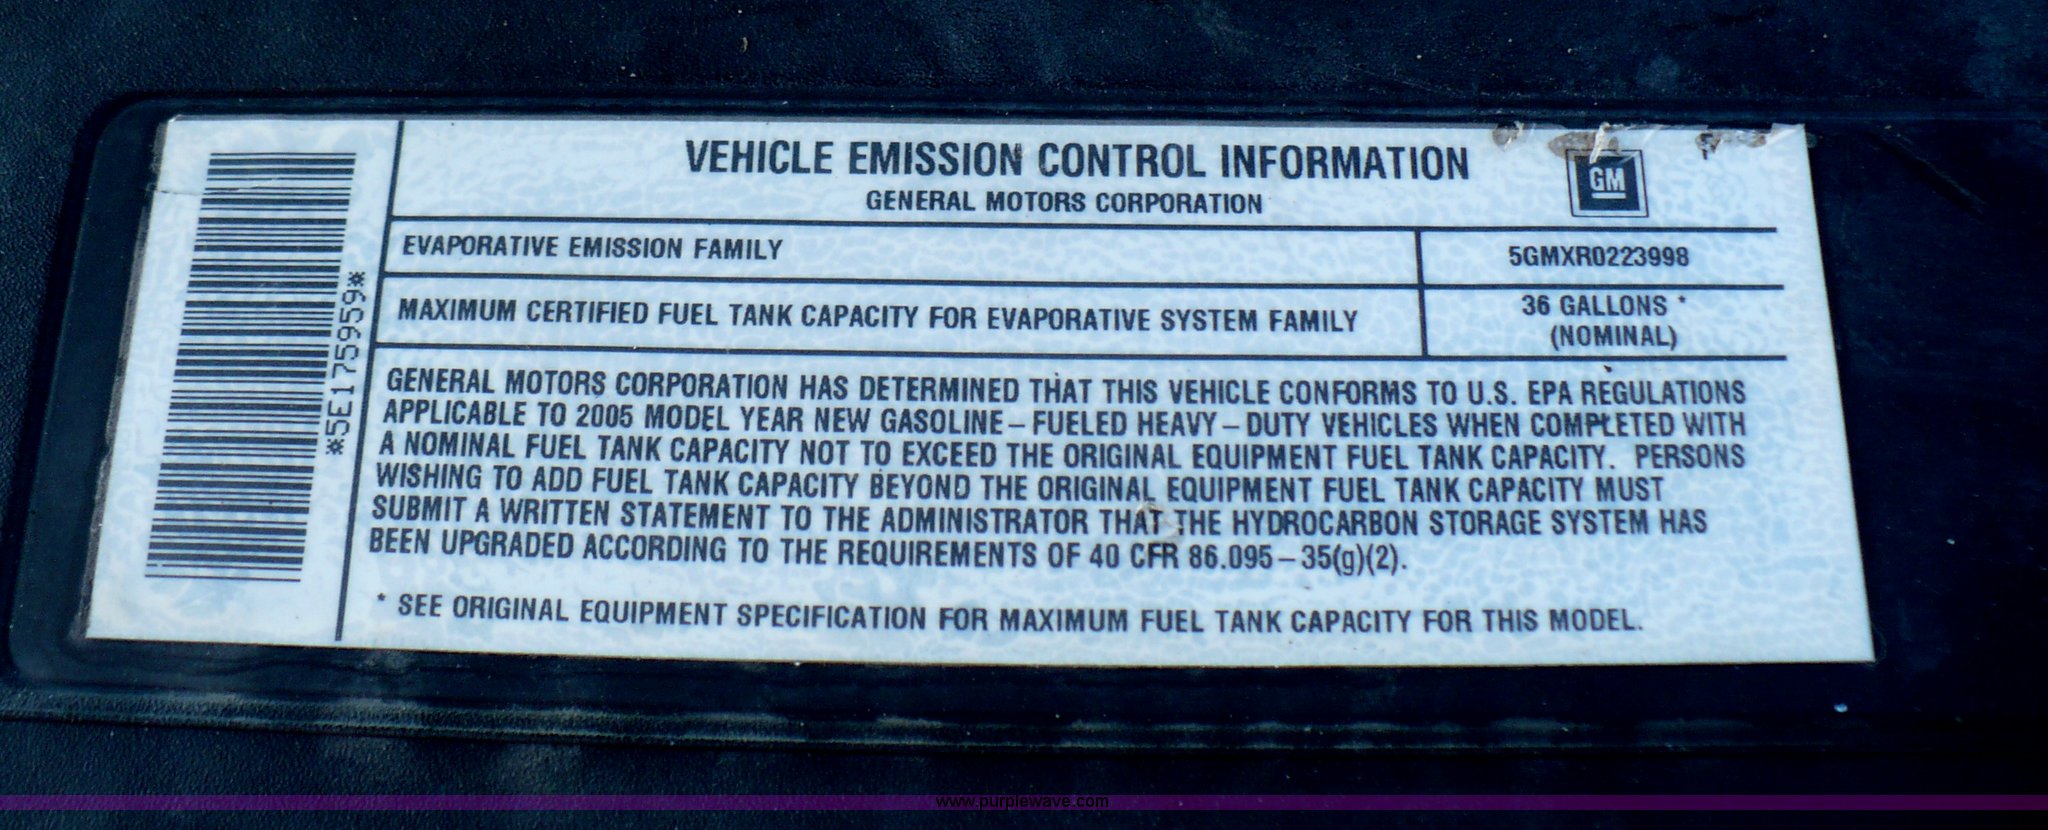 VEHICLE EMISSION CONTROL INFORMATION
GENERAL MOTORS CORPORATION
GM
EVAPORATIVE EMISSION FAMILY 5GMXR0223998
MAXIMUM CERTIFIED FUEL TANK CAPACITY FOR EVAPORATIVE SYSTEM FAMILY 36 GALLONS *
(NOMINAL)
GENERAL MOTORS CORPORATION HAS DETERMINED THAT THIS VEHICLE CONFORMS TO U.S. EPA REGULATIONS
APPLICABLE TO 2005 MODEL YEAR NEW GASOLINE – FUELED HEAVY – DUTY VEHICLES WHEN COMPLETED WITH
A NOMINAL FUEL TANK CAPACITY NOT TO EXCEED THE ORIGINAL EQUIPMENT FUEL TANK CAPACITY. PERSONS
WISHING TO ADD FUEL TANK CAPACITY BEYOND THE ORIGINAL EQUIPMENT FUEL TANK CAPACITY MUST
SUBMIT A WRITTEN STATEMENT TO THE ADMINISTRATOR THAT THE HYDROCARBON STORAGE SYSTEM HAS
BEEN UPGRADED ACCORDING TO THE REQUIREMENTS OF 40 CFR 86.095 – 35(g)(2).
* SEE ORIGINAL EQUIPMENT SPECIFICATION FOR MAXIMUM FUEL TANK CAPACITY FOR THIS MODEL.
*5E175959*
www.purplewave.com